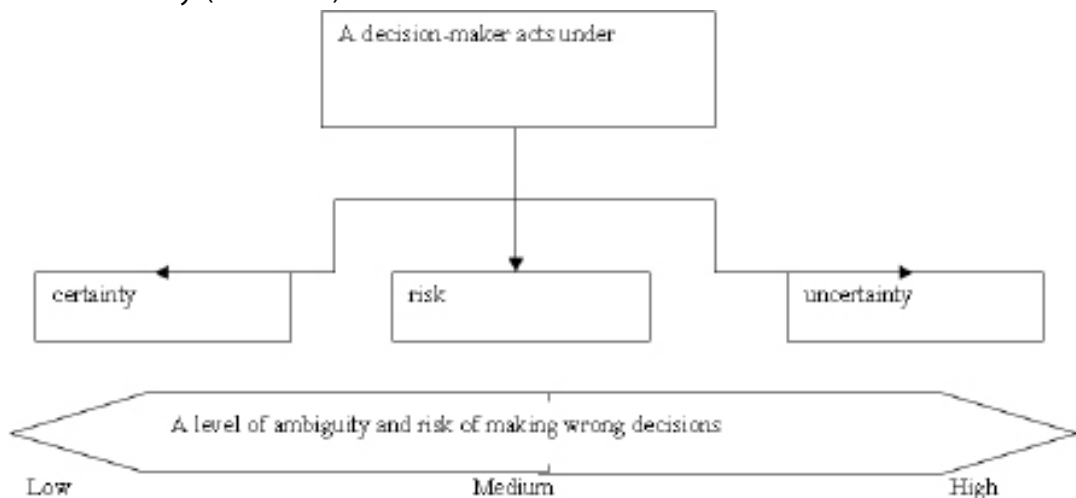 A decision-maker acts under
certainty
risk
uncertainty
A level of ambiguity and risk of making wrong decisions
Low
Medium
High